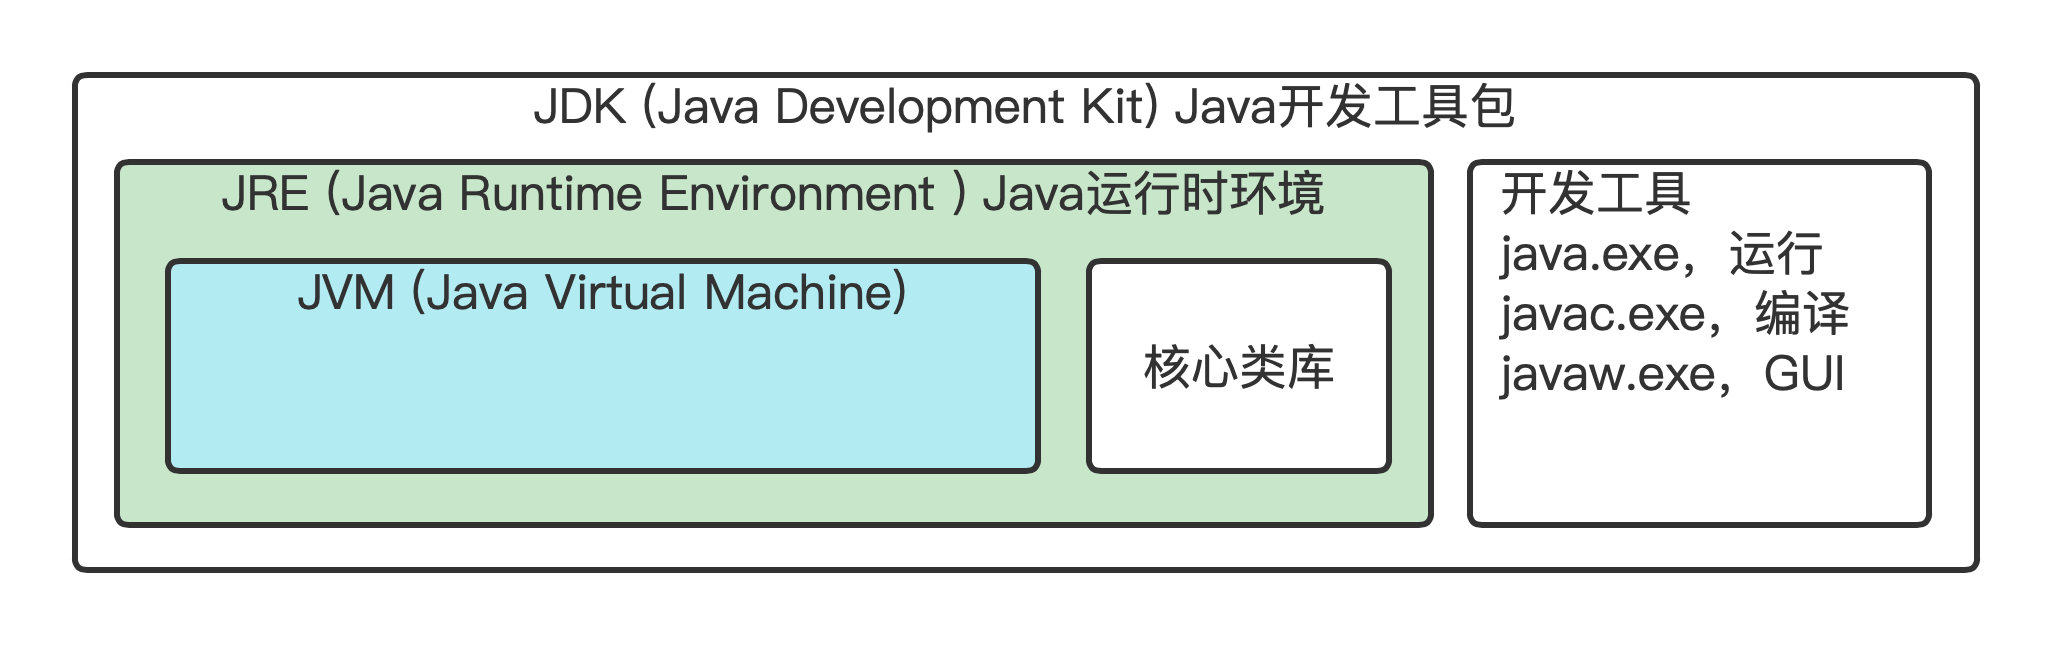 JDK (Java Development Kit) Java开发工具包
JRE (Java Runtime Environment ) Java运行时环境
JVM (Java Virtual Machine)
核心类库
开发工具
java.exe，运行
javac.exe，编译
javaw.exe，GUI